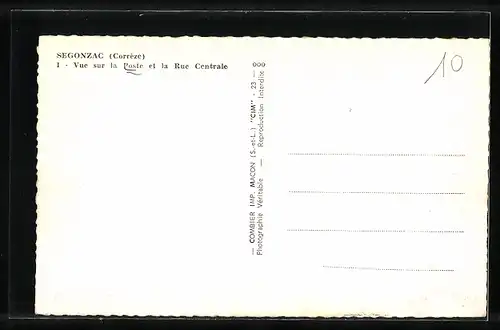 SEGONZAC (Corrèze)
1 - Vue sur la Poste et la Rue Centrale
10
— COMBIER IMP. MACON (S.-et-L.) "CIM" - 23 — 000
Photographie Véritable — Reproduction Interdite